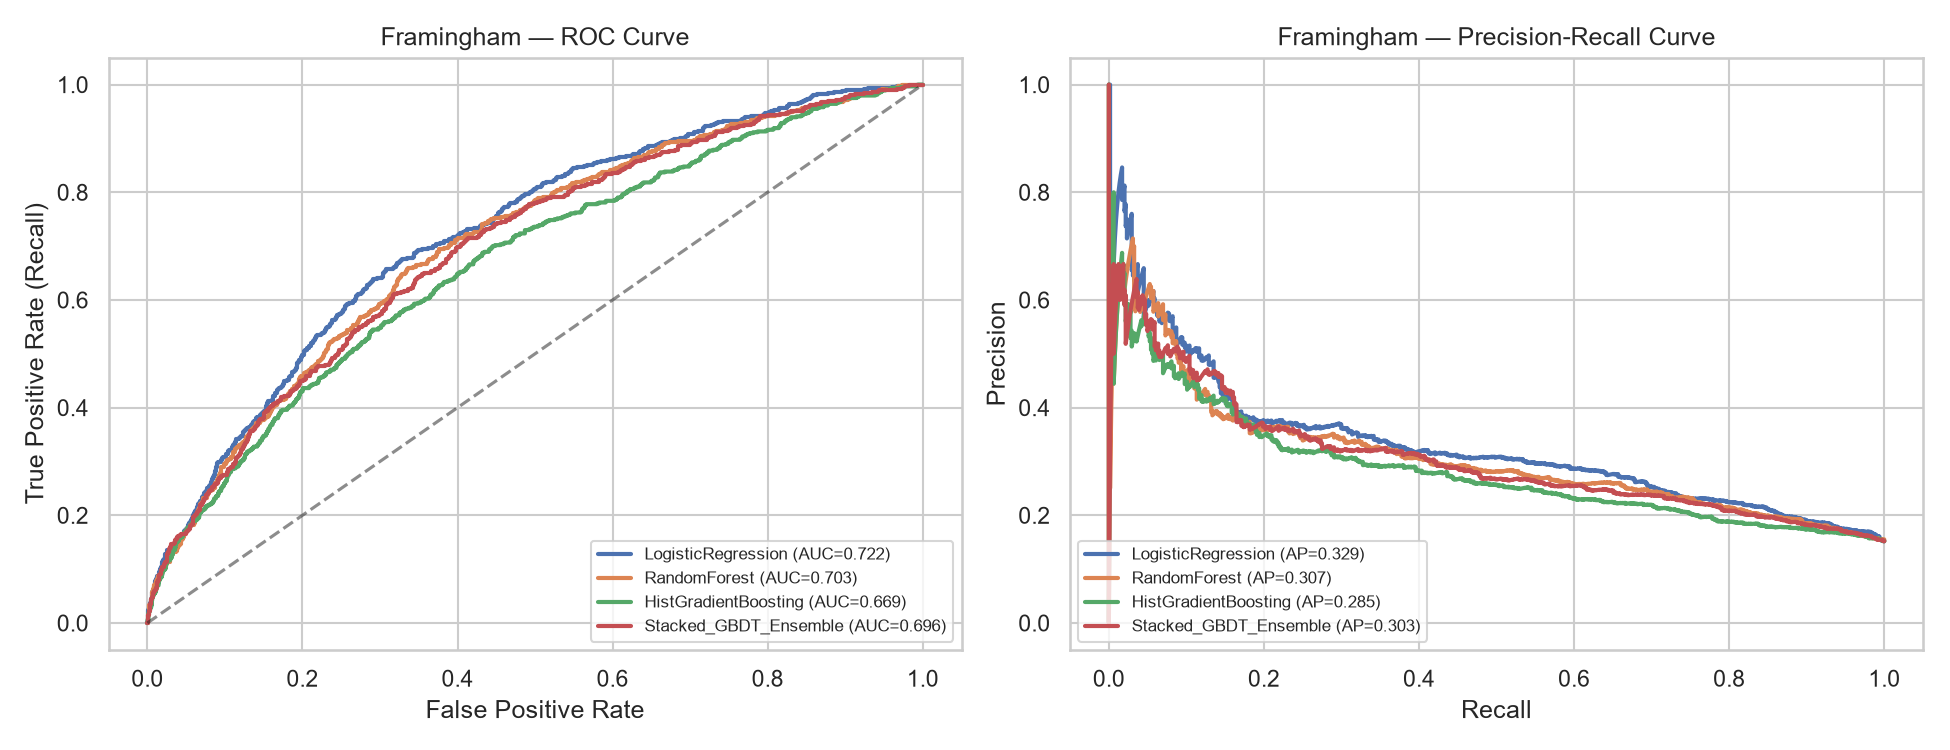 Framingham — ROC Curve
True Positive Rate (Recall)
1.0
0.8
0.6
0.4
0.2
0.0
0.0 0.2 0.4 0.6 0.8 1.0
False Positive Rate
LogisticRegression (AUC=0.722)
RandomForest (AUC=0.703)
HistGradientBoosting (AUC=0.669)
Stacked_GBDT_Ensemble (AUC=0.696)
Framingham — Precision-Recall Curve
Precision
1.0
0.8
0.6
0.4
0.2
0.0
0.0 0.2 0.4 0.6 0.8 1.0
Recall
LogisticRegression (AP=0.329)
RandomForest (AP=0.307)
HistGradientBoosting (AP=0.285)
Stacked_GBDT_Ensemble (AP=0.303)